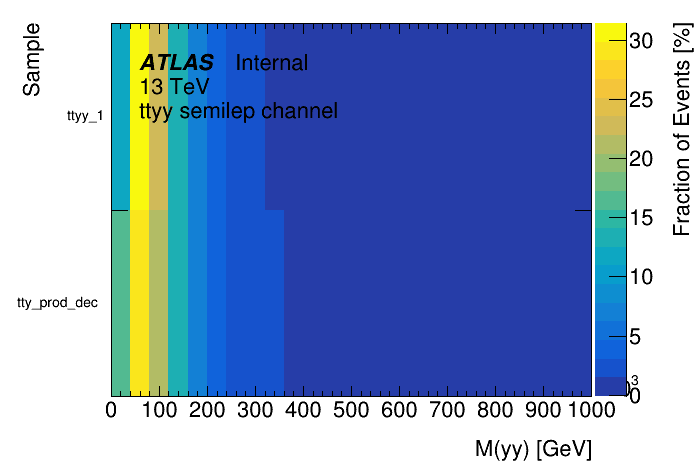 Sample
ATLAS Internal
13 TeV
ttyy semilep channel
ttyy_1
tty_prod_dec
0 100 200 300 400 500 600 700 800 900 1000
M(yy) [GeV]
30
25
20
15
10
5
0
Fraction of Events [%]